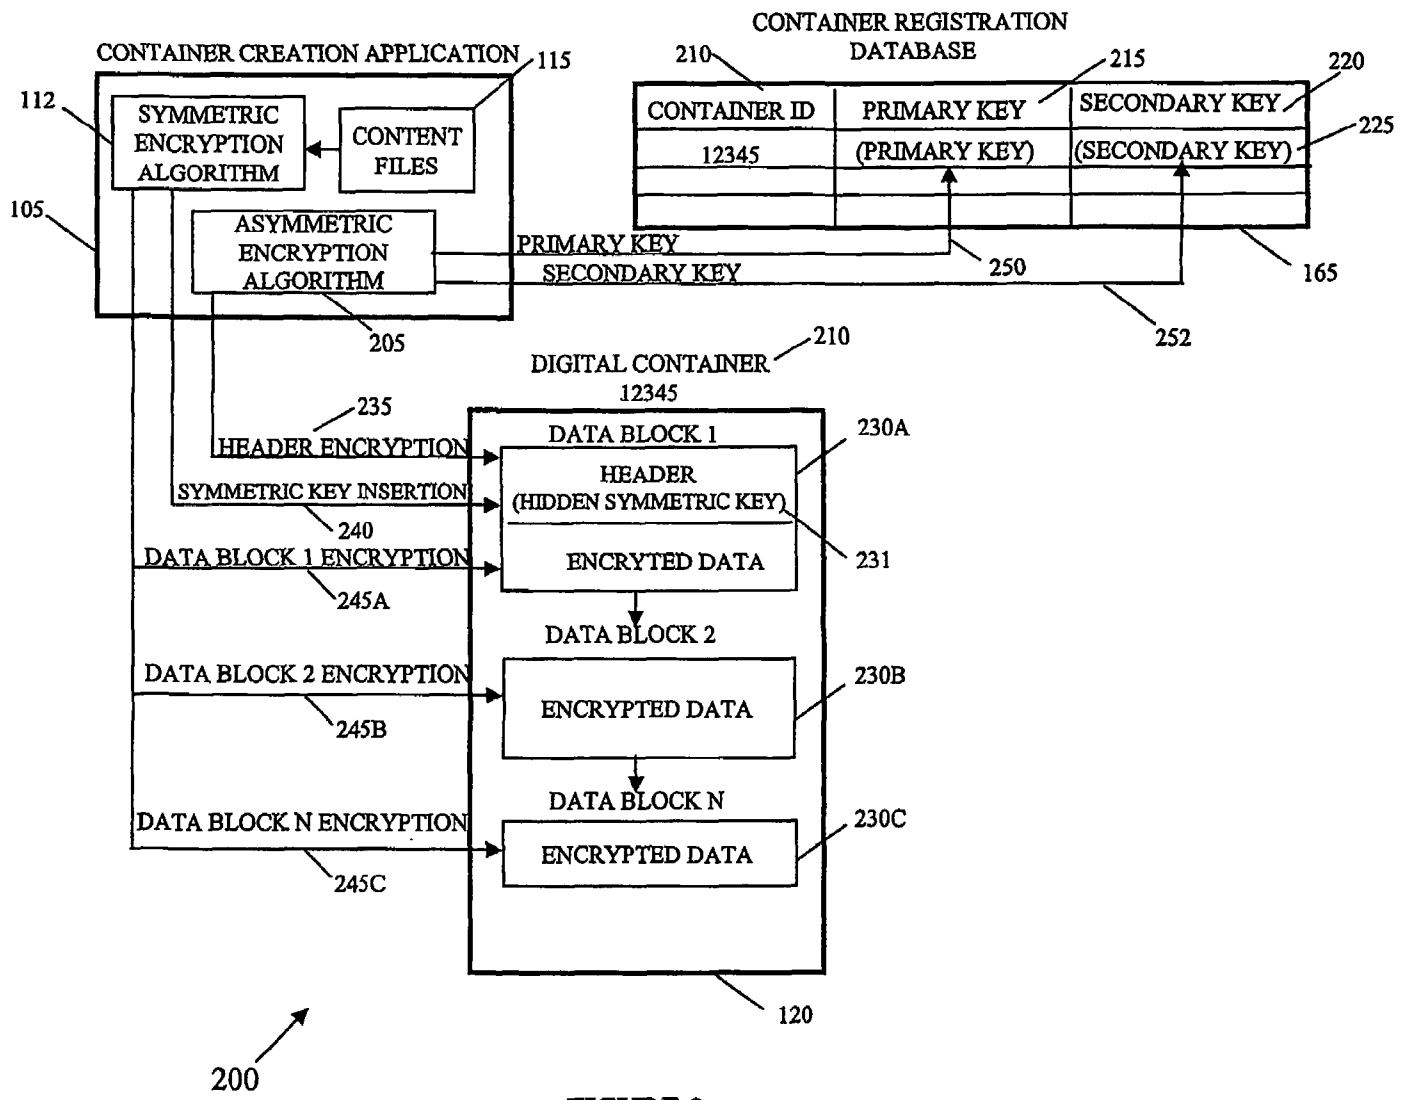 CONTAINER REGISTRATION
DATABASE
CONTAINER CREATION APPLICATION
115
210
215
220
112
SYMMETRIC
ENCRYPTION
ALGORITHM
CONTENT
FILES
CONTAINER ID
PRIMARY KEY
SECONDARY KEY
225
12345
(PRIMARY KEY)
(SECONDARY KEY)
105
ASYMMETRIC
ENCRYPTION
ALGORITHM
PRIMARY KEY
SECONDARY KEY
250
165
205
252
DIGITAL CONTAINER
210
12345
235
DATA BLOCK 1
230A
HEADER ENCRYPTION
HEADER
(HIDDEN SYMMETRIC KEY)
SYMMETRIC KEY INSERTION
240
231
DATA BLOCK 1 ENCRYPTION
ENCRYTED DATA
245A
DATA BLOCK 2
DATA BLOCK 2 ENCRYPTION
230B
ENCRYPTED DATA
245B
DATA BLOCK N
DATA BLOCK N ENCRYPTION
230C
ENCRYPTED DATA
245C
120
200